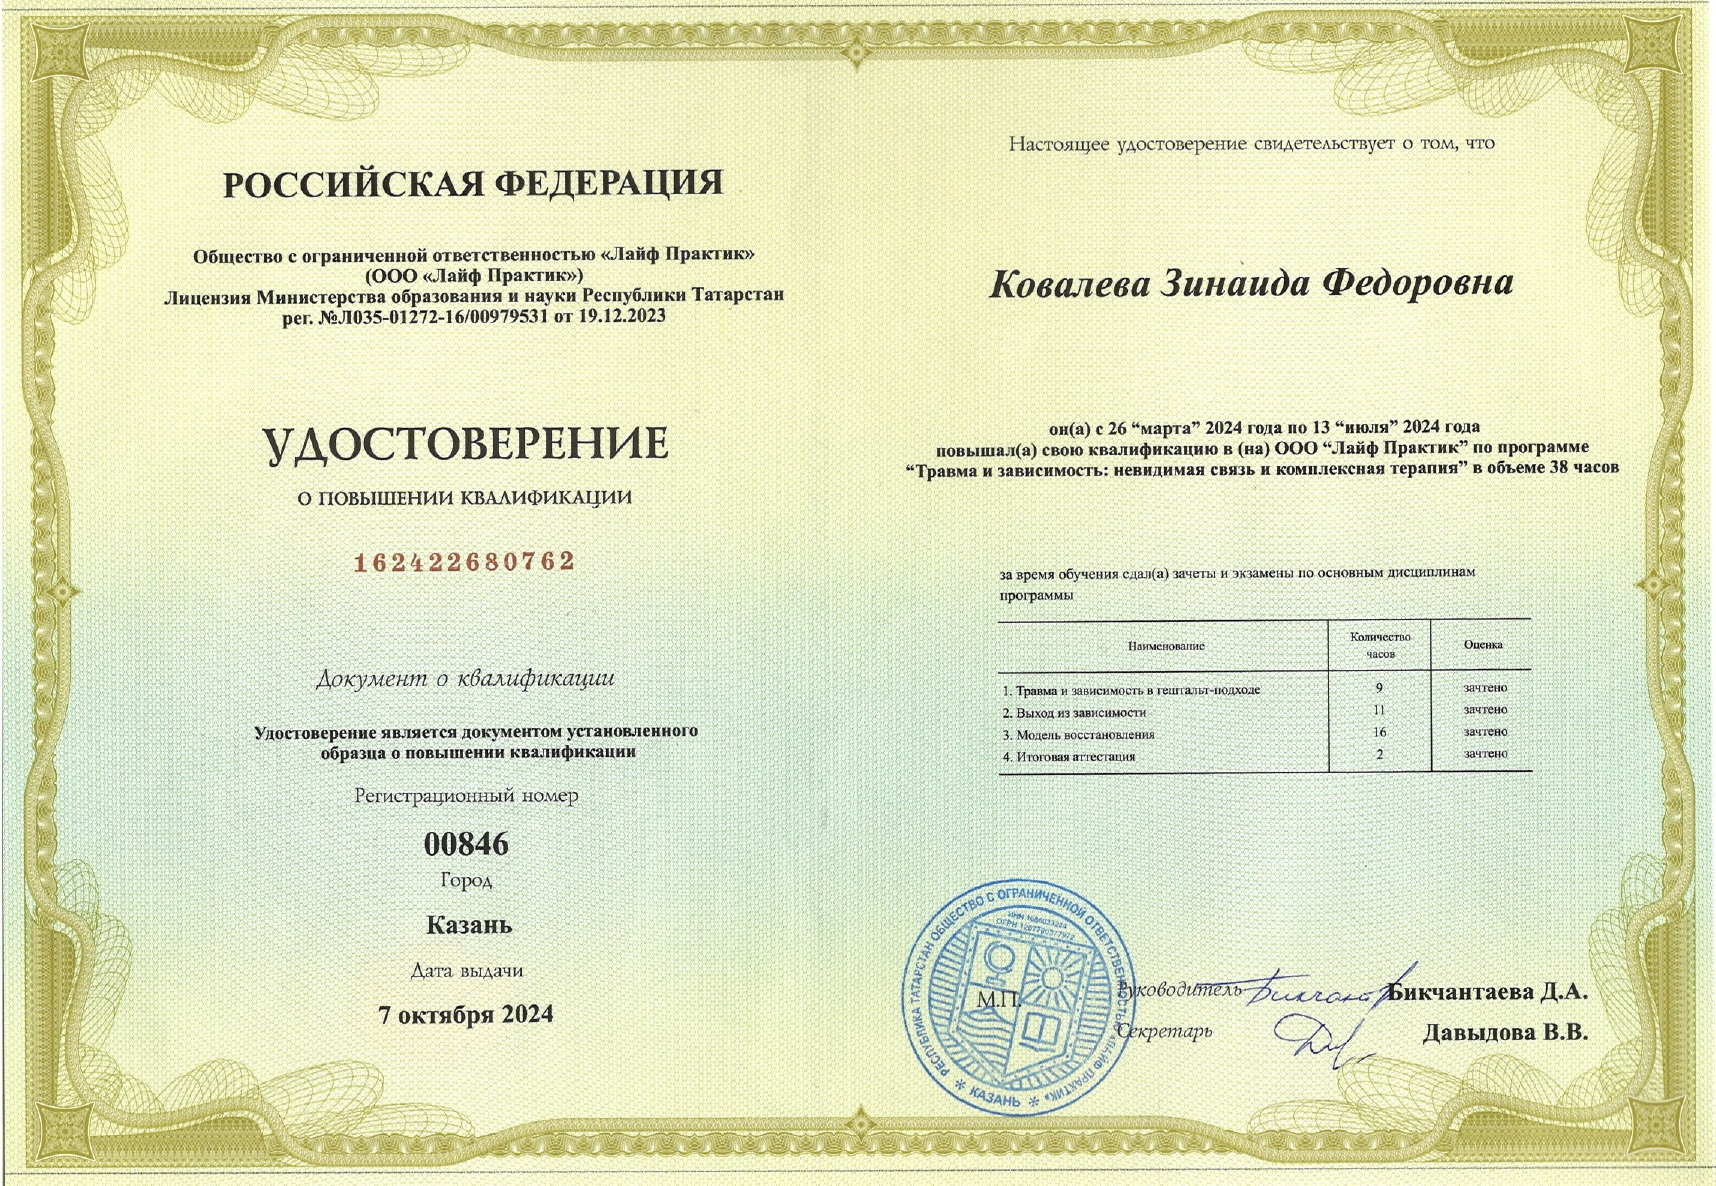 РОССИЙСКАЯ ФЕДЕРАЦИЯ
Общество с ограниченной ответственностью «Лайф Практик»
(ООО «Лайф Практик»)
Лицензия Министерства образования и науки Республики Татарстан
рег. №Л035-01272-16/00979531 от 19.12.2023
УДОСТОВЕРЕНИЕ
О ПОВЫШЕНИИ КВАЛИФИКАЦИИ
162422680762
Документ о квалификации
Удостоверение является документом установленного
образца о повышении квалификации
Регистрационный номер
00846
Город
Казань
Дата выдачи
7 октября 2024
Настоящее удостоверение свидетельствует о том, что
Ковалева Зинаида Федоровна
он(а) с 26 “марта” 2024 года по 13 “июля” 2024 года
повышал(а) свою квалификацию в (на) ООО “Лайф Практик” по программе
“Травма и зависимость: невидимая связь и комплексная терапия” в объеме 38 часов
за время обучения сдал(а) зачеты и экзамены по основным дисциплинам
программы
Наименование Количество часов Оценка
1. Травма и зависимость в гештальт-подходе 9 зачтено
2. Выход из зависимости 11 зачтено
3. Модель восстановления 16 зачтено
4. Итоговая аттестация 2 зачтено
РЕСПУБЛИКА ТАТАРСТАН ОБЩЕСТВО С ОГРАНИЧЕННОЙ ОТВЕТСТВЕННОСТЬЮ «ЛАЙФ ПРАКТИК»
* КАЗАНЬ *
ИНН
ОГРН
М.П.
Руководитель Бикчантаева Д.А.
Секретарь Давыдова В.В.